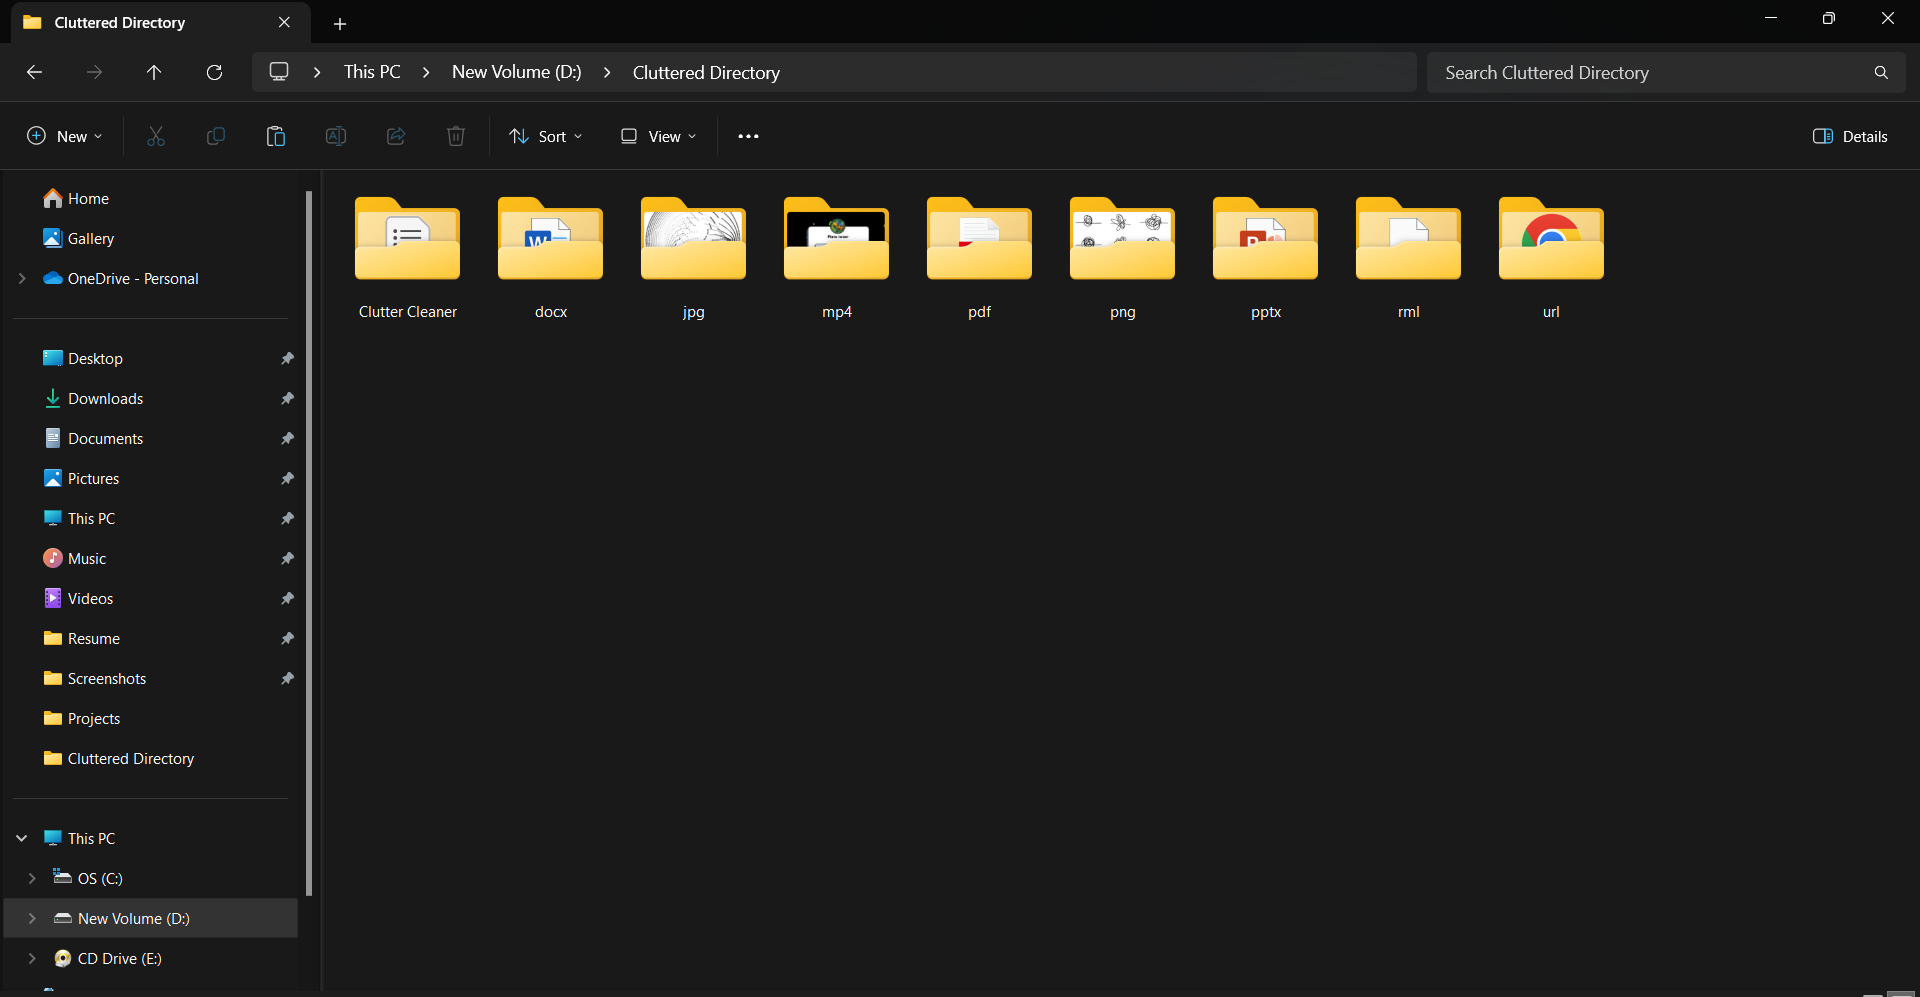 Cluttered Directory
This PC
New Volume (D:)
Cluttered Directory
Search Cluttered Directory
New
Sort
View
Details
Home
Gallery
OneDrive - Personal
Desktop
Downloads
Documents
Pictures
This PC
Music
Videos
Resume
Screenshots
Projects
Cluttered Directory
This PC
OS (C:)
New Volume (D:)
CD Drive (E:)
Clutter Cleaner
docx
jpg
mp4
pdf
png
pptx
rml
url